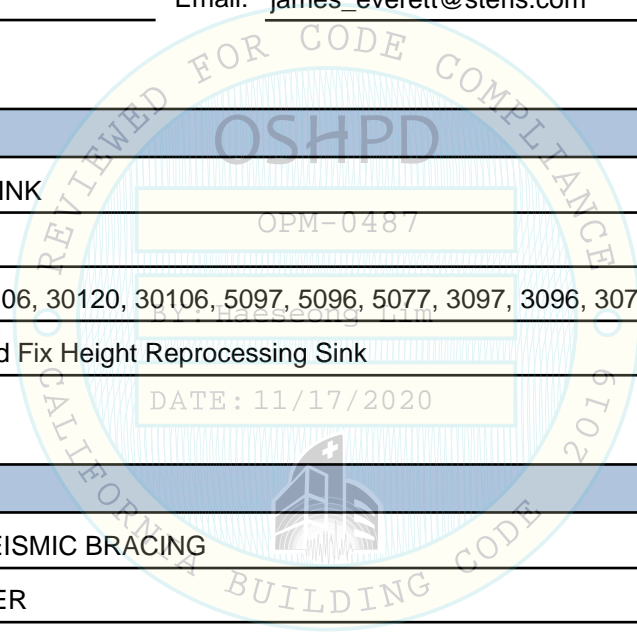 Email: james_everett@steris.com
REVIEWED FOR CODE COMPLIANCE
OSHPD
INK
OPM-0487
06, 30120, 30106, 5097, 5096, 5077, 3097, 3096, 307
BY: Haeseong Lim
d Fix Height Reprocessing Sink
DATE: 11/17/2020
EISMIC BRACING
ER
CALIFORNIA BUILDING CODE 2019